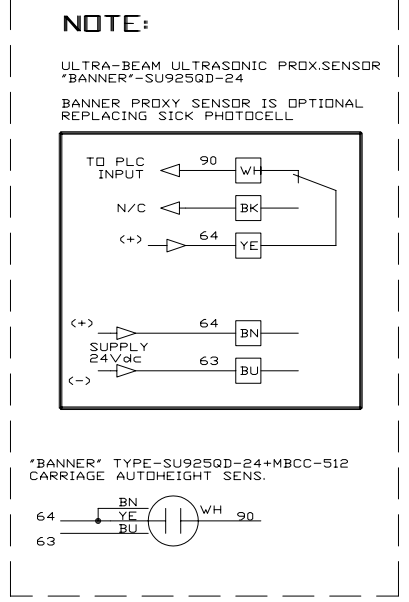 NOTE:
ULTRA-BEAM ULTRASONIC PROX.SENSOR
"BANNER"-SU925QD-24
BANNER PROXY SENSOR IS OPTIONAL
REPLACING SICK PHOTOCELL
TO PLC
INPUT
90
WH
N/C
BK
(+)
64
YE
(+)
64
BN
SUPPLY
24Vdc
63
BU
(-)
"BANNER" TYPE-SU925QD-24+MBCC-512
CARRIAGE AUTOHEIGHT SENS.
BN
64
YE
WH
90
BU
63